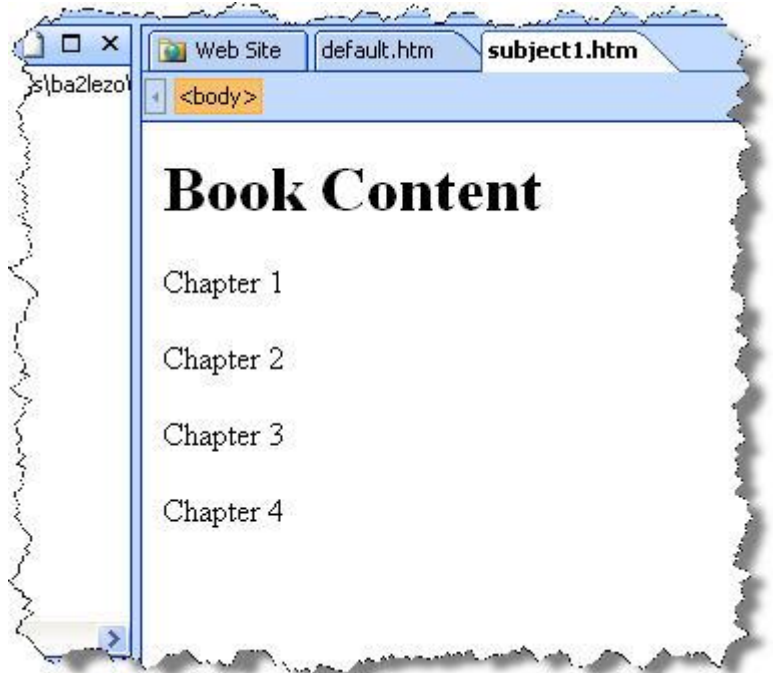 Web Site default.htm subject1.htm
s\ba2lezo\
<body>
Book Content
Chapter 1
Chapter 2
Chapter 3
Chapter 4